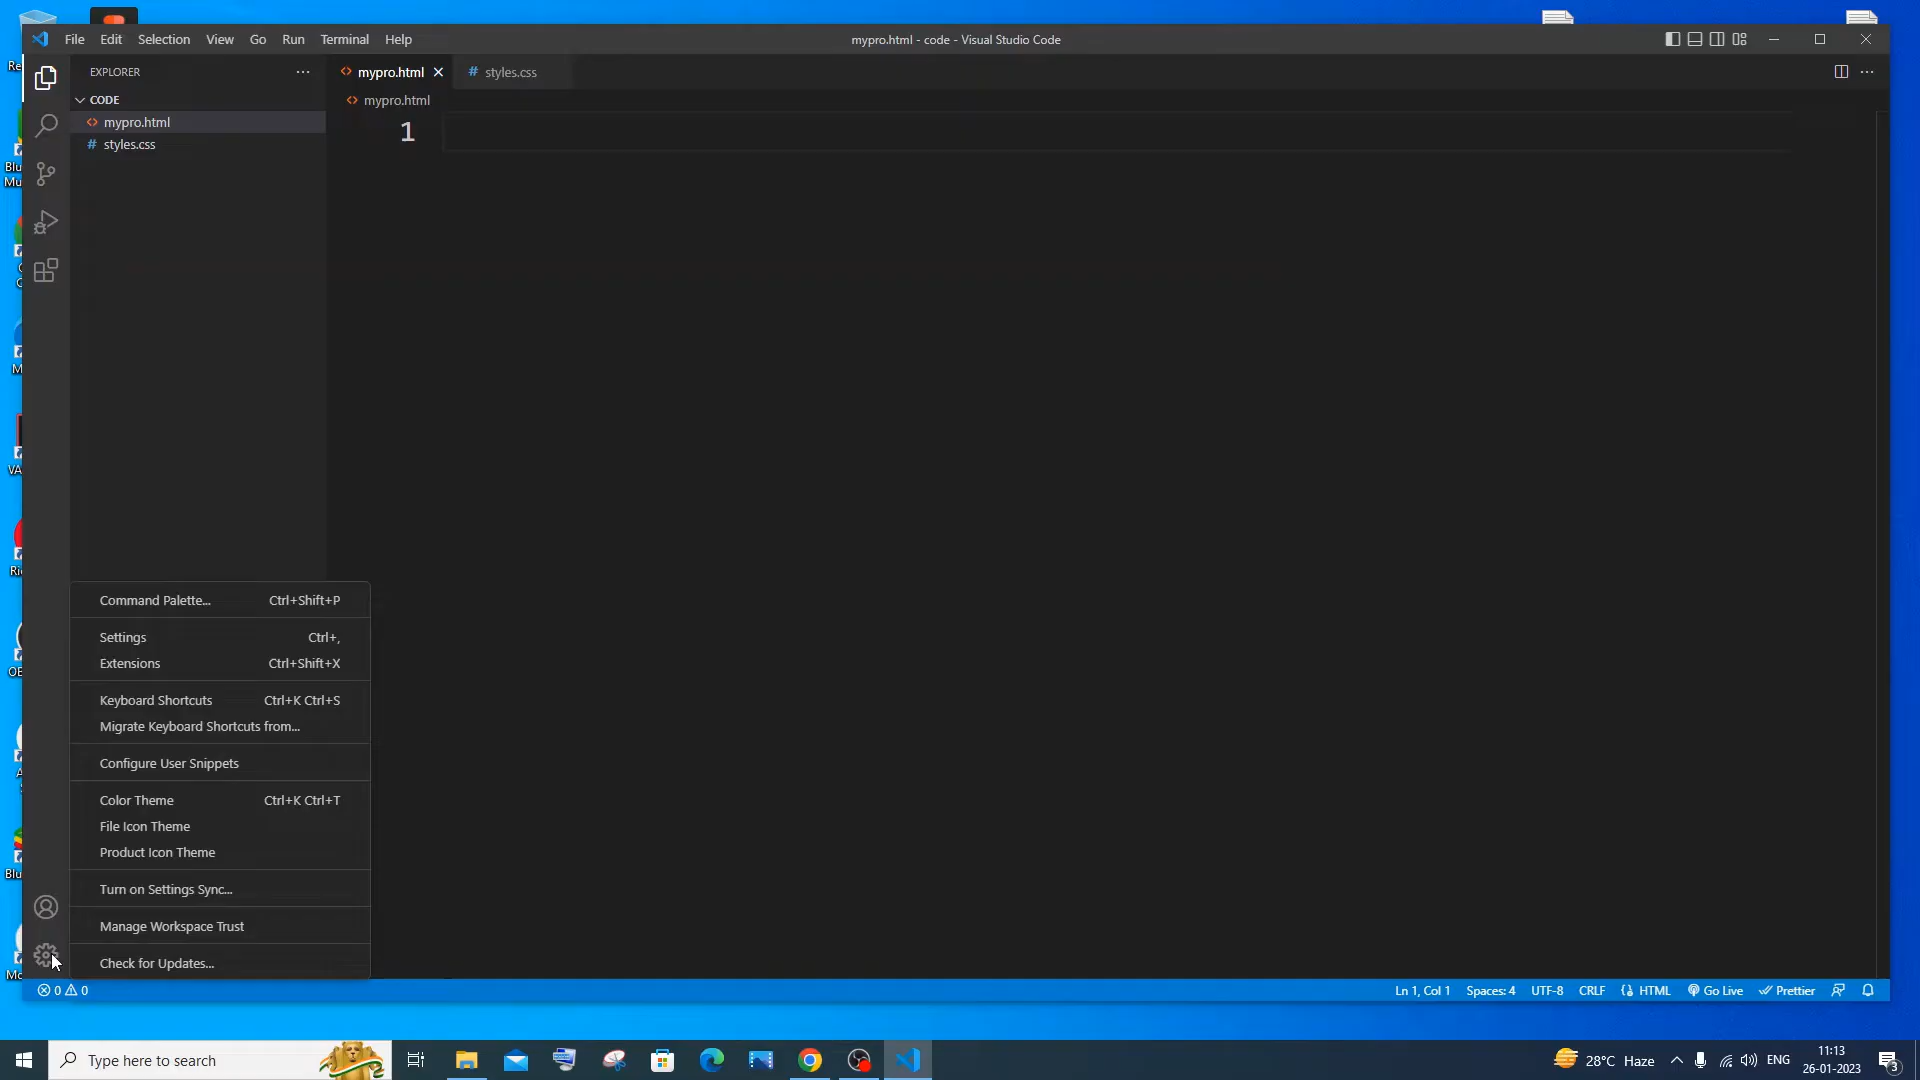 File Edit Selection View Go Run Terminal Help
mypro.html - code - Visual Studio Code
EXPLORER
mypro.html
styles.css
CODE
mypro.html
mypro.html
styles.css
1
Command Palette... Ctrl+Shift+P
Settings Ctrl+,
Extensions Ctrl+Shift+X
Keyboard Shortcuts Ctrl+K Ctrl+S
Migrate Keyboard Shortcuts from...
Configure User Snippets
Color Theme Ctrl+K Ctrl+T
File Icon Theme
Product Icon Theme
Turn on Settings Sync...
Manage Workspace Trust
Check for Updates...
0 0
Ln 1, Col 1 Spaces: 4 UTF-8 CRLF HTML Go Live Prettier
Type here to search
28°C Haze
ENG
11:13
26-01-2023
3